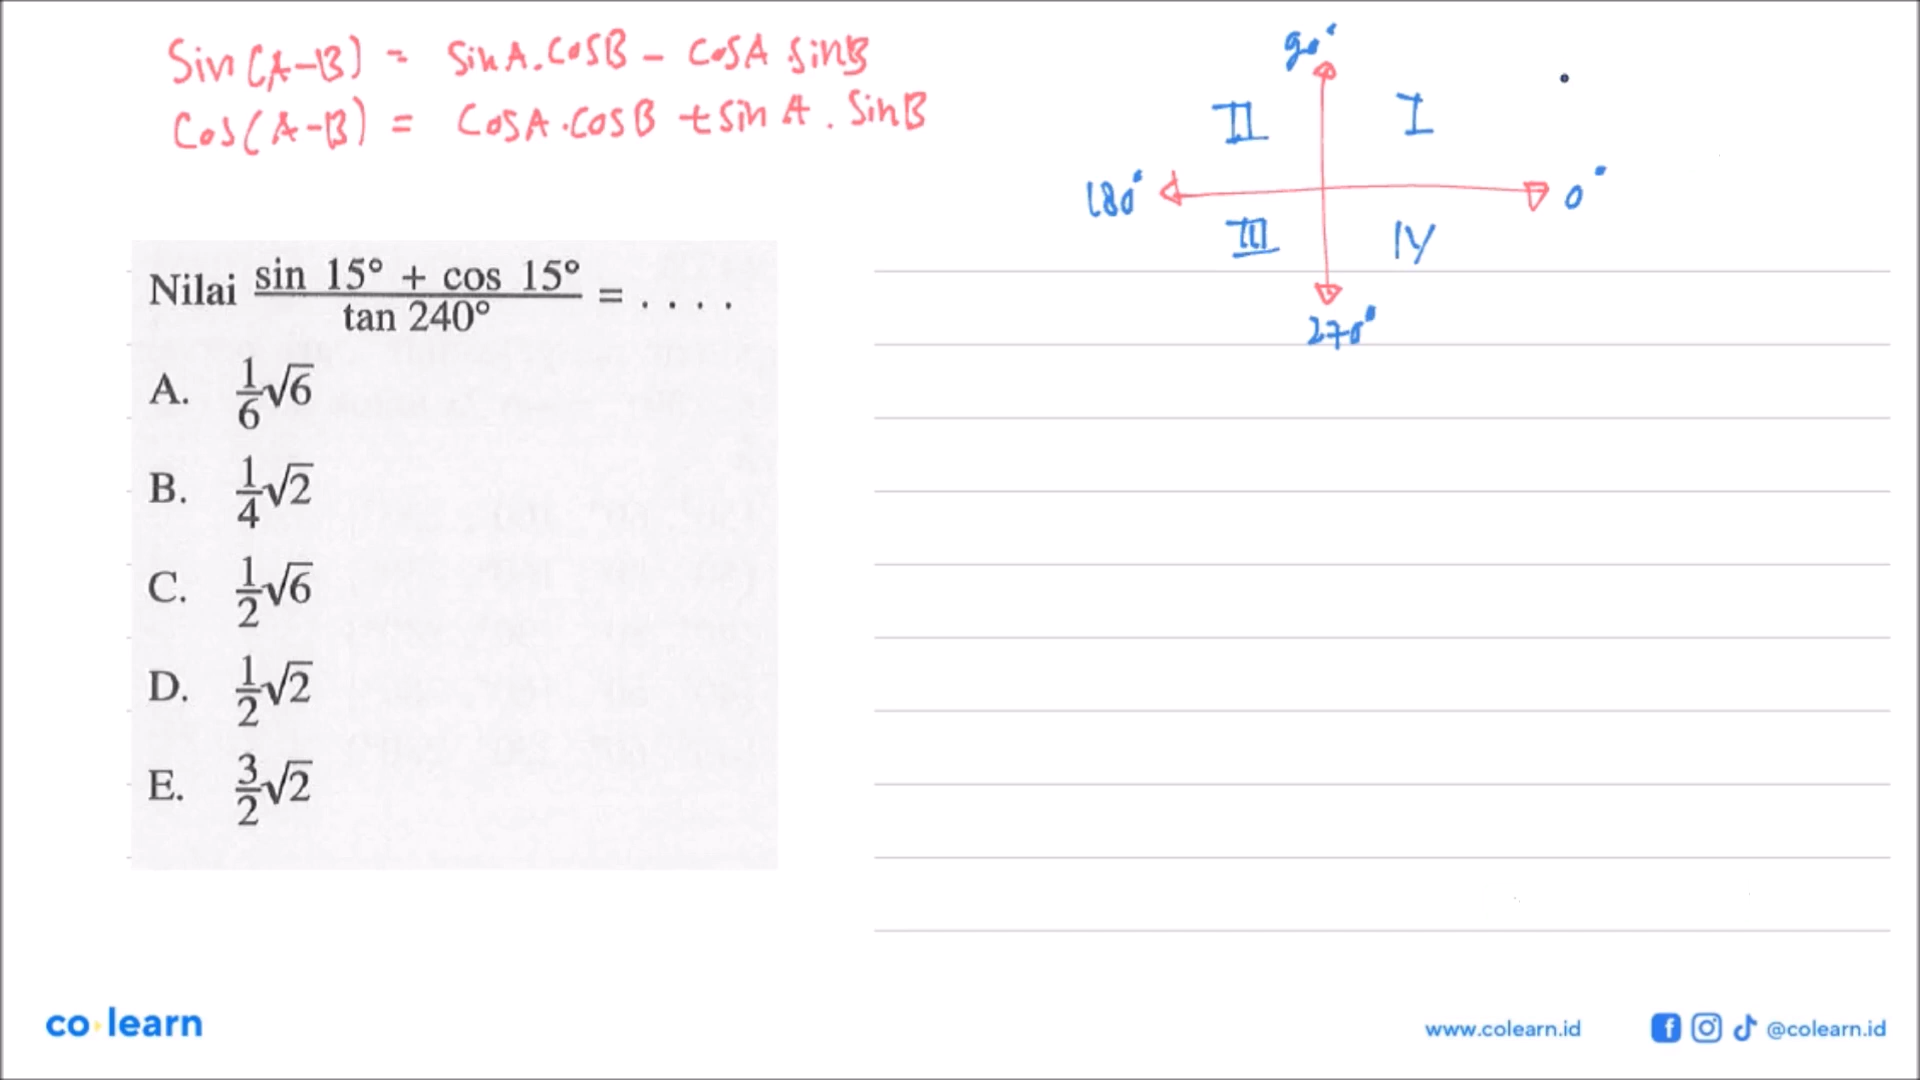 Sin(A-B) = sin A . cos B - cos A . sin B
Cos(A-B) = cos A . cos B + sin A . sin B
90°
II I
180° 0°
III IV
270°
Nilai (sin 15° + cos 15°)/(tan 240°) = . . . .
A. 1/6√6
B. 1/4√2
C. 1/2√6
D. 1/2√2
E. 3/2√2
co learn
www.colearn.id @colearn.id